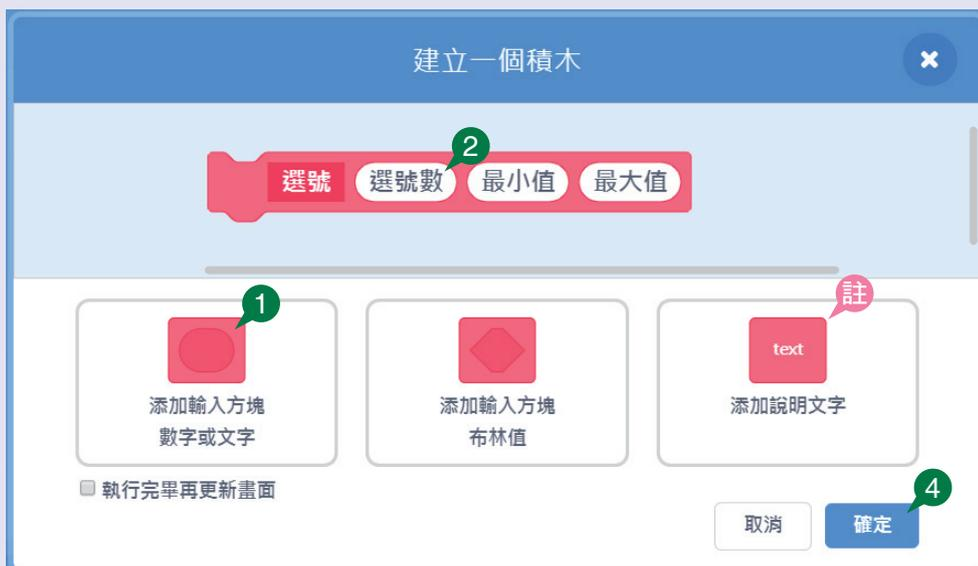 建立一個積木
2
選號 選號數 最小值 最大值
1
註
text
添加輸入方塊
數字或文字
添加輸入方塊
布林值
添加說明文字
執行完畢再更新畫面
4
取消
確定